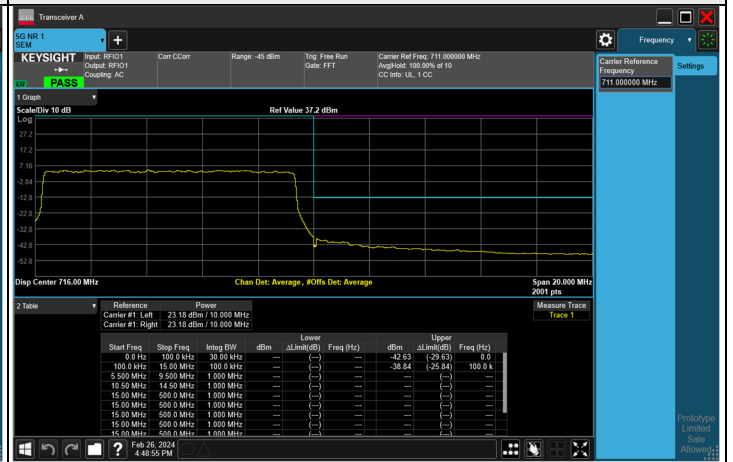 Transceiver A
5G NR 1
SEM
Frequency
KEYSIGHT
Input: RFIO1
Output: RFIO1
Coupling: AC
Corr CCorr
Range: -45 dBm
Trig: Free Run
Gate: FFT
Carrier Ref Freq: 711.000000 MHz
Avg|Hold: 100.00% of 10
CC Info: UL, 1 CC
LXI
PASS
Carrier Reference
Frequency
711.000000 MHz
Settings
1 Graph
Scale/Div 10 dB
Ref Value 37.2 dBm
Log
27.2
17.2
7.16
-2.84
-12.8
-22.8
-32.8
-42.8
-52.8
Disp Center 716.00 MHz
Chan Det: Average, #Offs Det: Average
Span 20.000 MHz
2001 pts
2 Table
Reference Power
Carrier #1: Left 23.18 dBm / 10.000 MHz
Carrier #1: Right 23.18 dBm / 10.000 MHz
Measure Trace
Trace 1
Lower Upper
Start Freq Stop Freq Integ BW dBm ΔLimit(dB) Freq (Hz) dBm ΔLimit(dB) Freq (Hz)
0.0 Hz 100.0 kHz 30.00 kHz --- (---) --- -42.63 (-29.63) 0.0
100.0 kHz 15.00 MHz 100.0 kHz --- (---) --- -38.84 (-25.84) 100.0 k
5.500 MHz 9.500 MHz 1.000 MHz --- (---) --- --- (---) ---
10.50 MHz 14.50 MHz 1.000 MHz --- (---) --- --- (---) ---
15.00 MHz 500.0 MHz 1.000 MHz --- (---) --- --- (---) ---
15.00 MHz 500.0 MHz 1.000 MHz --- (---) --- --- (---) ---
15.00 MHz 500.0 MHz 1.000 MHz --- (---) --- --- (---) ---
15.00 MHz 500.0 MHz 1.000 MHz --- (---) --- --- (---) ---
15.00 MHz 500.0 MHz 1.000 MHz --- (---) --- --- (---) ---
Prototype
Limited
Sale
Allowed
Feb 26, 2024
4:48:55 PM